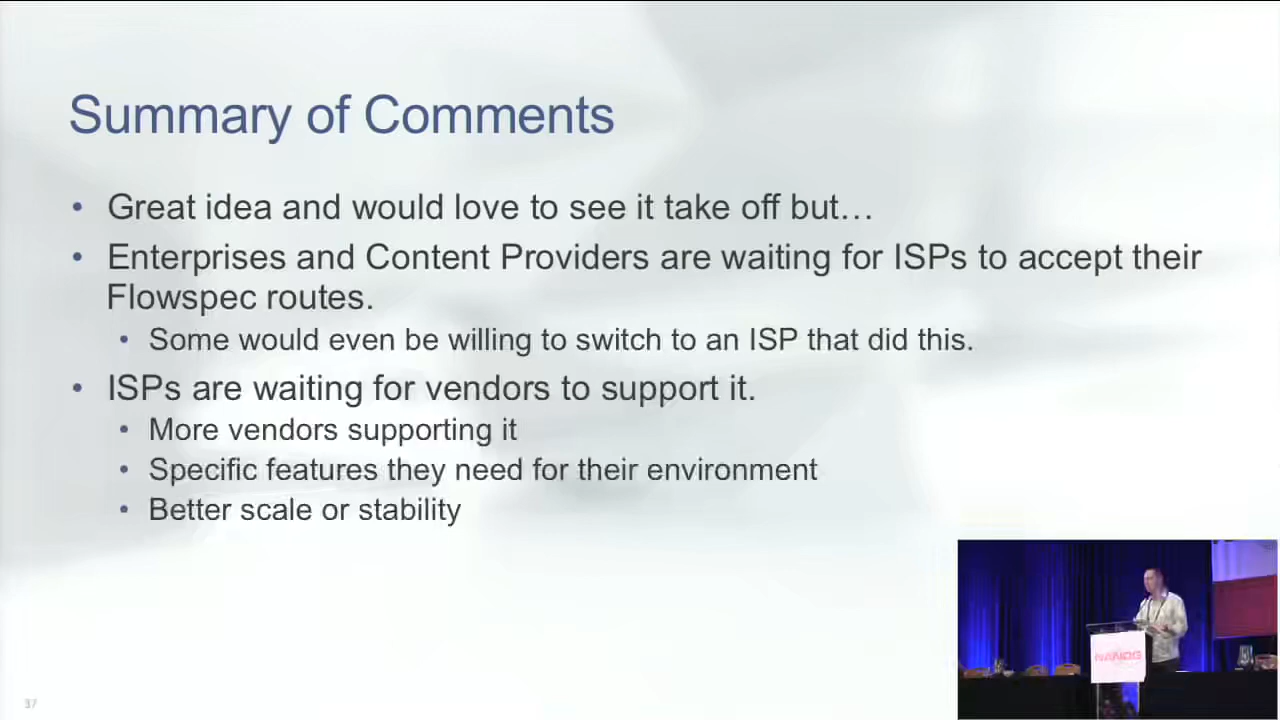 Summary of Comments
• Great idea and would love to see it take off but…
• Enterprises and Content Providers are waiting for ISPs to accept their
Flowspec routes.
• Some would even be willing to switch to an ISP that did this.
• ISPs are waiting for vendors to support it.
• More vendors supporting it
• Specific features they need for their environment
• Better scale or stability
NANOG
37